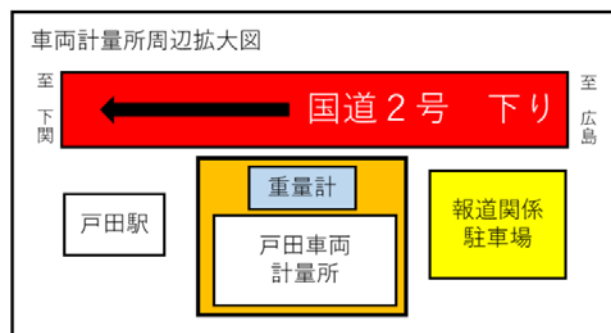 車両計量所周辺拡大図
至 下関
国道２号　下り
至 広島
重量計
戸田駅
戸田車両
計量所
報道関係
駐車場